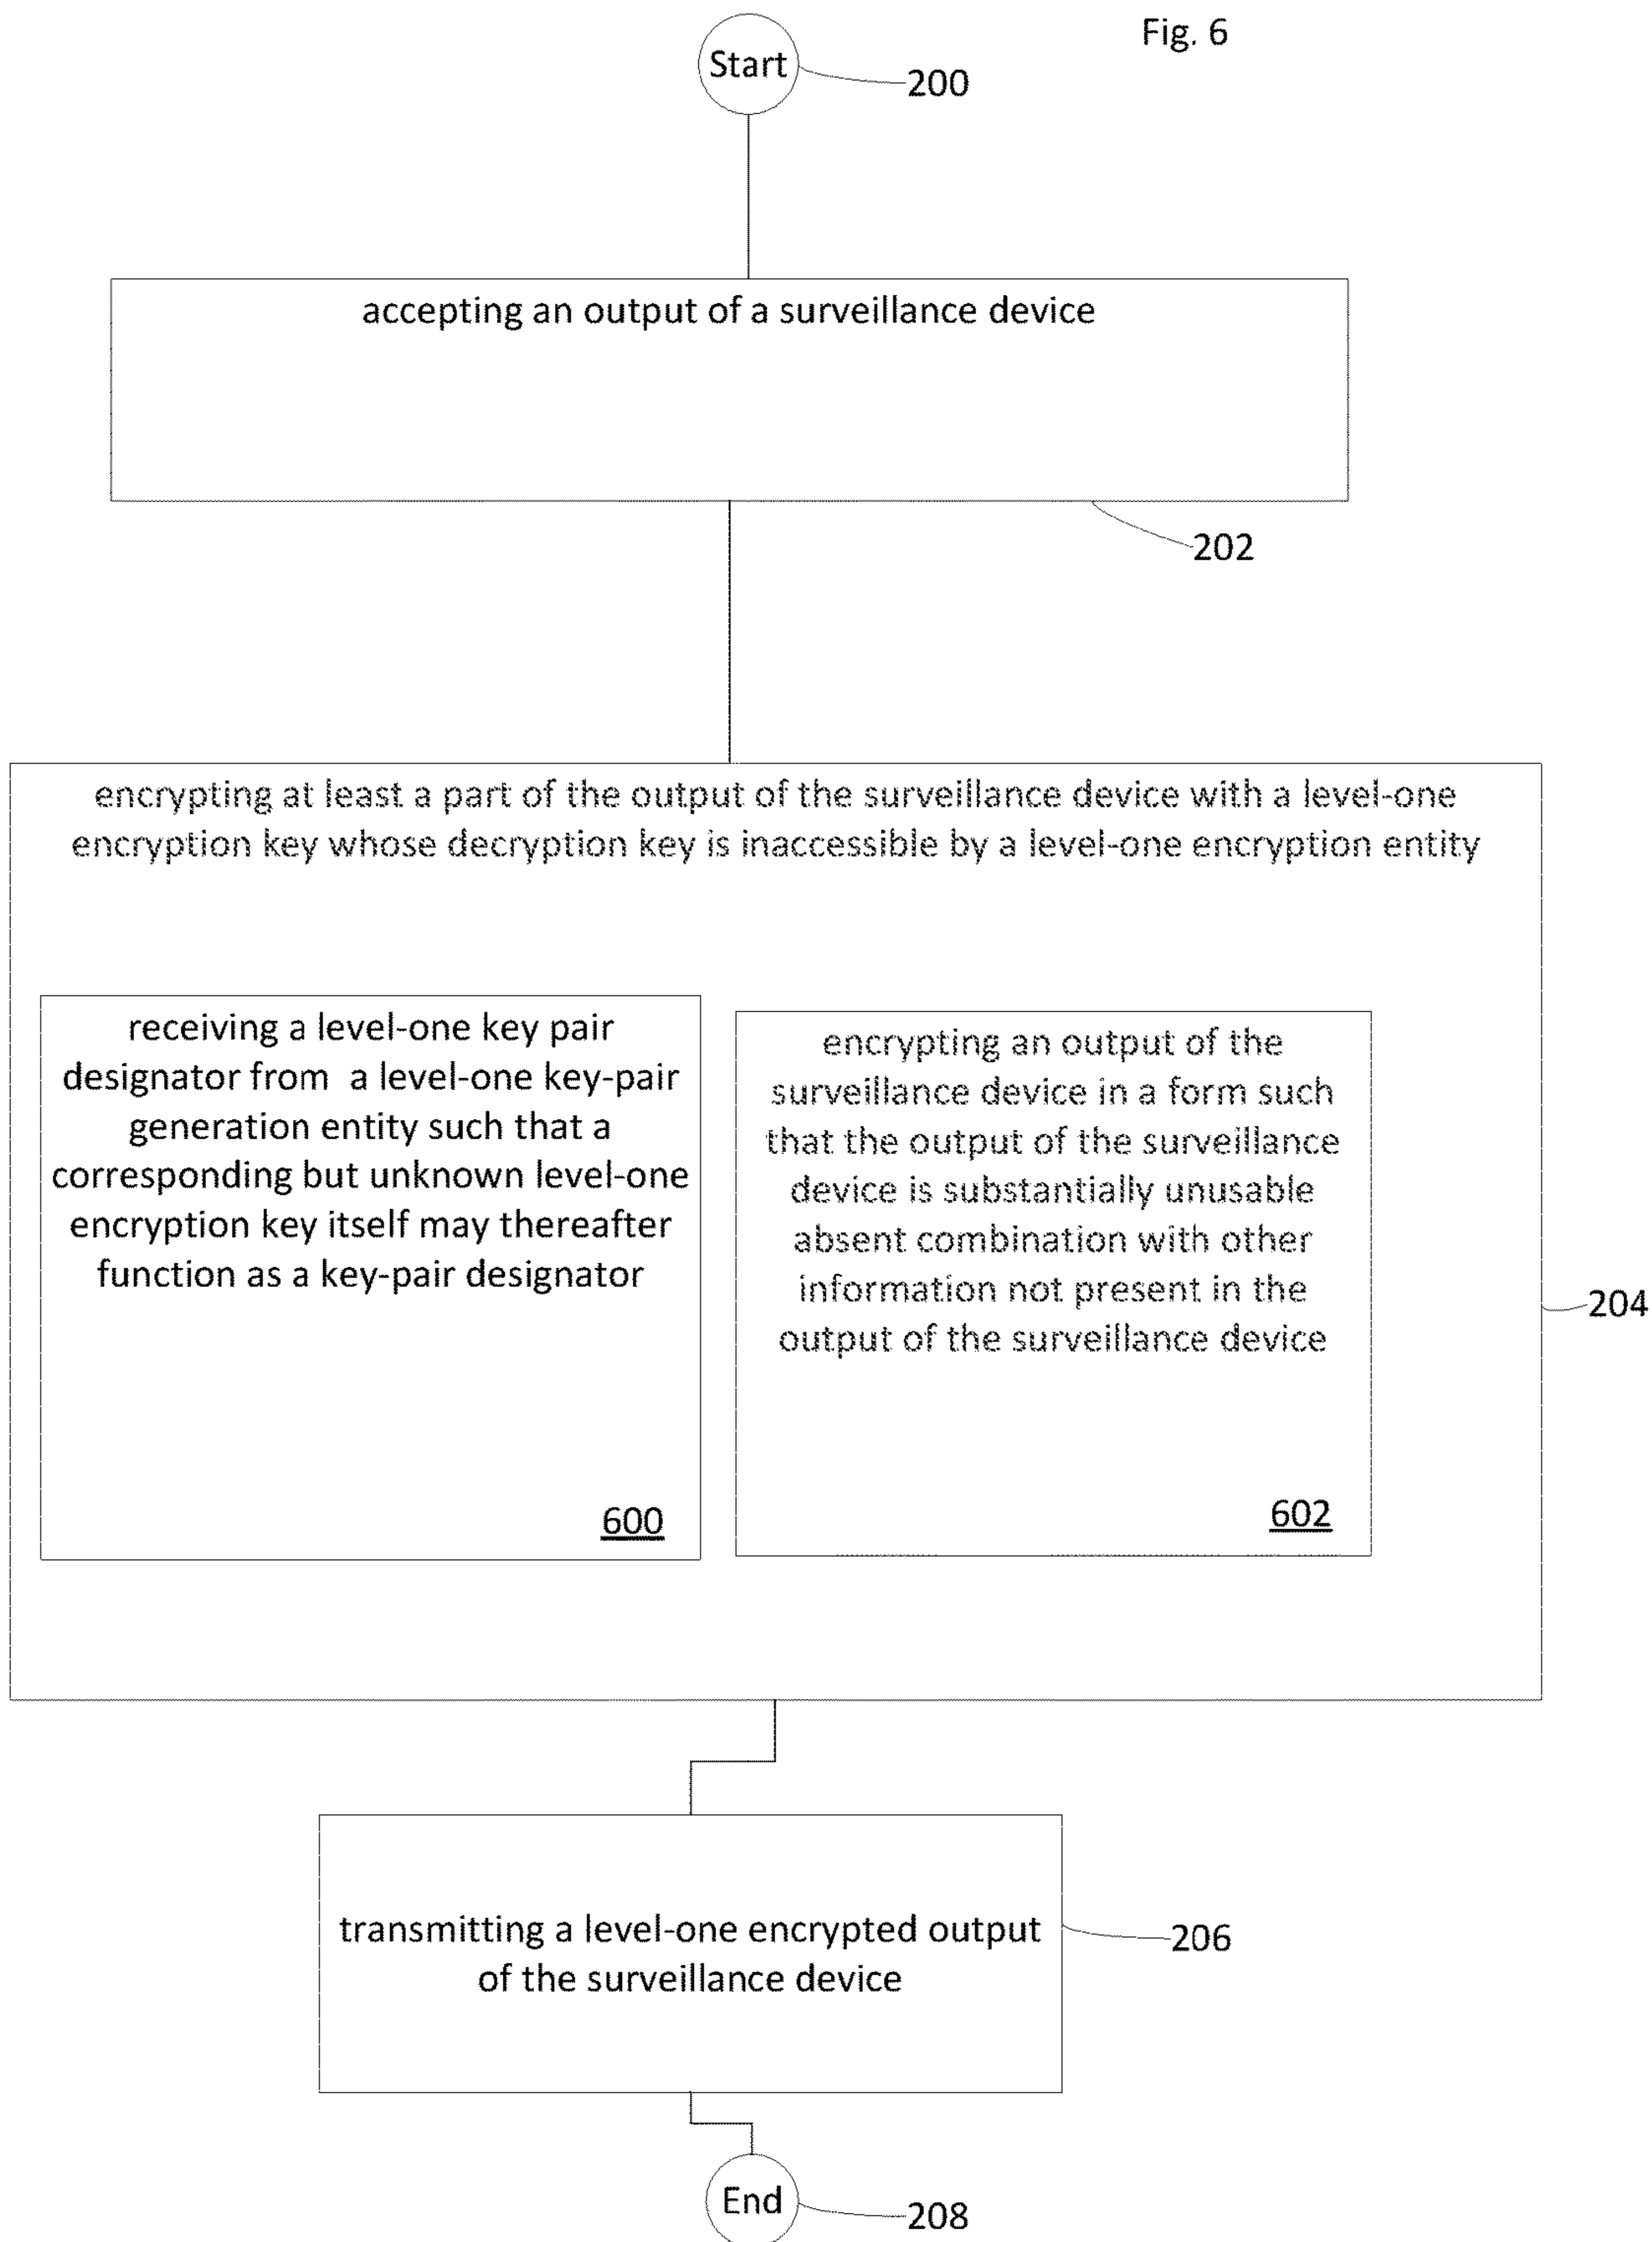 Fig. 6
Start
200
accepting an output of a surveillance device
202
encrypting at least a part of the output of the surveillance device with a level-one
encryption key whose decryption key is inaccessible by a level-one encryption entity
receiving a level-one key pair
designator from a level-one key-pair
generation entity such that a
corresponding but unknown level-one
encryption key itself may thereafter
function as a key-pair designator
600
encrypting an output of the
surveillance device in a form such
that the output of the surveillance
device is substantially unusable
absent combination with other
information not present in the
output of the surveillance device
602
204
transmitting a level-one encrypted output
of the surveillance device
206
End
208